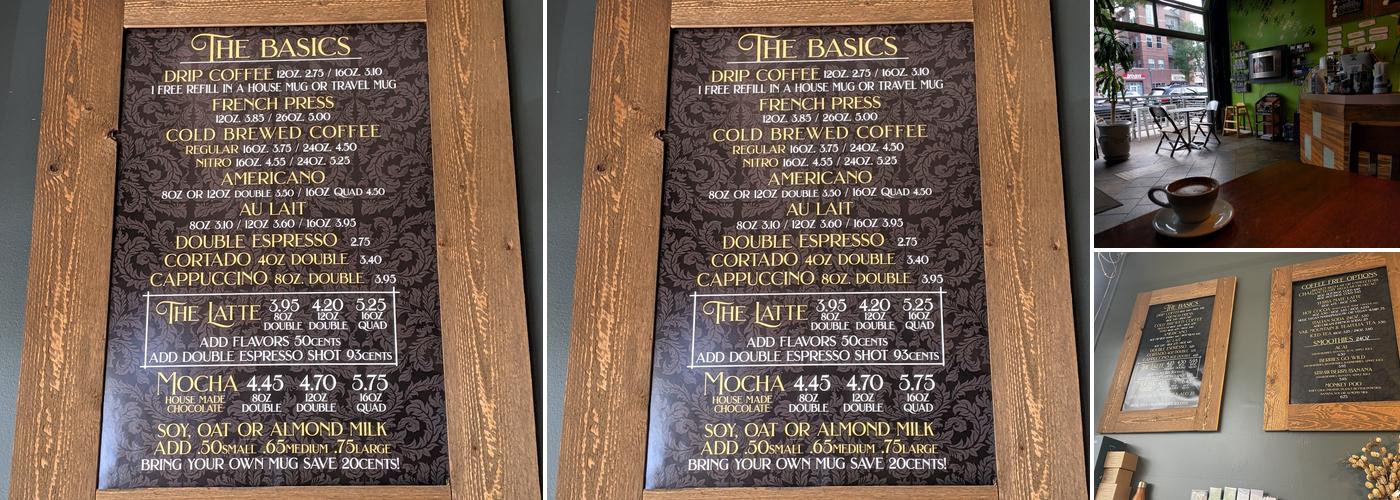 THE BASICS
DRIP COFFEE 12OZ. 2.75 / 16OZ. 3.10
1 FREE REFILL IN A HOUSE MUG OR TRAVEL MUG
FRENCH PRESS
12OZ. 3.85 / 26OZ. 5.00
COLD BREWED COFFEE
REGULAR 16OZ. 3.75 / 24OZ. 4.50
NITRO 16OZ. 4.55 / 24OZ. 5.25
AMERICANO
8OZ OR 12OZ DOUBLE 3.50 / 16OZ QUAD 4.50
AU LAIT
8OZ 3.10 / 12OZ 3.60 / 16OZ 3.95
DOUBLE ESPRESSO 2.75
CORTADO 4OZ DOUBLE 3.40
CAPPUCCINO 8OZ. DOUBLE 3.95
THE LATTE 3.95 4.20 5.25
8OZ 12OZ 16OZ
DOUBLE DOUBLE QUAD
ADD FLAVORS 50CENTS
ADD DOUBLE ESPRESSO SHOT 93CENTS
MOCHA 4.45 4.70 5.75
HOUSE MADE 8OZ 12OZ 16OZ
CHOCOLATE DOUBLE DOUBLE QUAD
SOY, OAT OR ALMOND MILK
ADD .50SMALL .65MEDIUM .75LARGE
BRING YOUR OWN MUG SAVE 20CENTS!
THE BASICS
DRIP COFFEE 12OZ. 2.75 / 16OZ. 3.10
1 FREE REFILL IN A HOUSE MUG OR TRAVEL MUG
FRENCH PRESS
12OZ. 3.85 / 26OZ. 5.00
COLD BREWED COFFEE
REGULAR 16OZ. 3.75 / 24OZ. 4.50
NITRO 16OZ. 4.55 / 24OZ. 5.25
AMERICANO
8OZ OR 12OZ DOUBLE 3.50 / 16OZ QUAD 4.50
AU LAIT
8OZ 3.10 / 12OZ 3.60 / 16OZ 3.95
DOUBLE ESPRESSO 2.75
CORTADO 4OZ DOUBLE 3.40
CAPPUCCINO 8OZ. DOUBLE 3.95
THE LATTE 3.95 4.20 5.25
8OZ 12OZ 16OZ
DOUBLE DOUBLE QUAD
ADD FLAVORS 50CENTS
ADD DOUBLE ESPRESSO SHOT 93CENTS
MOCHA 4.45 4.70 5.75
HOUSE MADE 8OZ 12OZ 16OZ
CHOCOLATE DOUBLE DOUBLE QUAD
SOY, OAT OR ALMOND MILK
ADD .50SMALL .65MEDIUM .75LARGE
BRING YOUR OWN MUG SAVE 20CENTS!
THE BASICS
COFFEE FREE OPTIONS
YERBA MATE LATTE
SMOOTHIES 24OZ
ACAI
BERRIES GO WILD
STRAWBERRY/BANANA
MONKEY POO